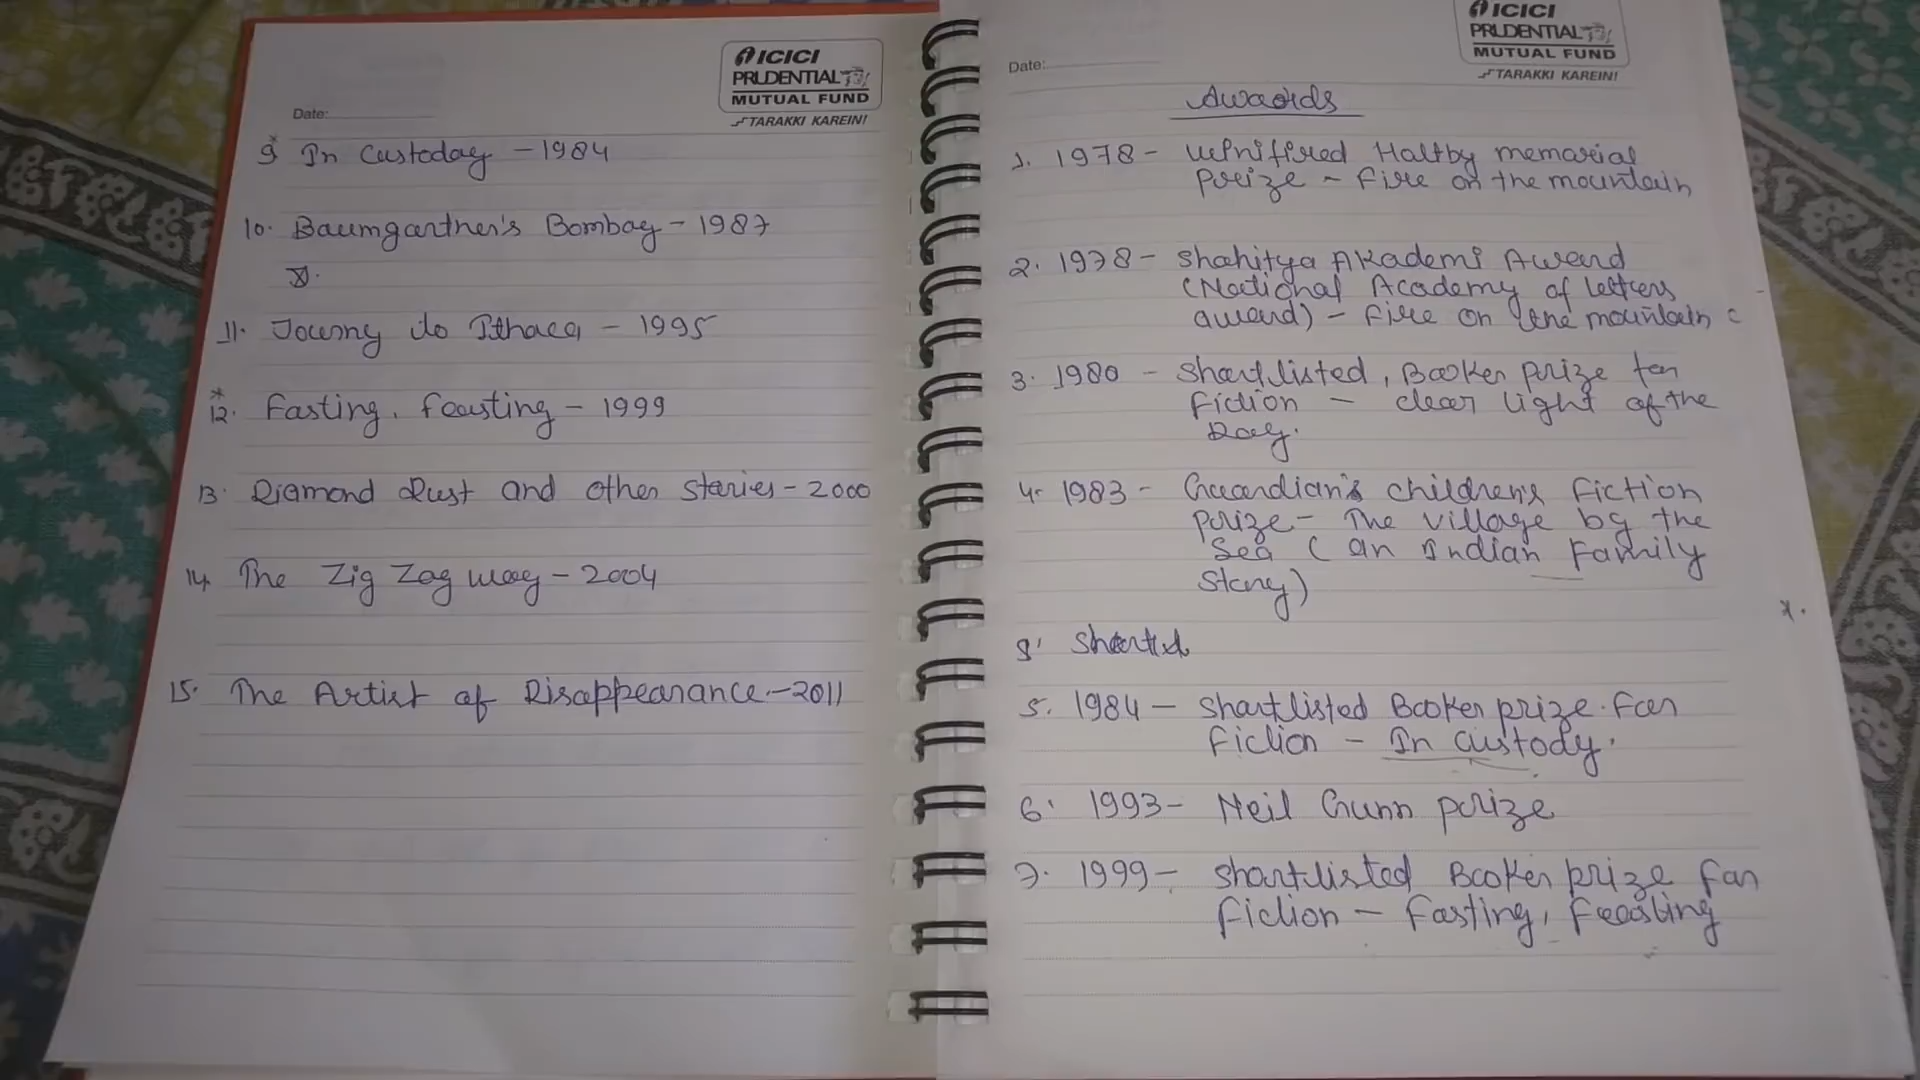 ICICI
PRUDENTIAL
MUTUAL FUND
TARAKKI KAREIN!
Date:
9 In Custoday - 1984
10. Baumgartner's Bombay - 1987
11. Journy to Ithaca - 1995
12. Fasting, Feasting - 1999
13. Diamond Dust and other stories - 2000
14. The Zig Zag way - 2004
15. The Artist of Disappearance - 2011
ICICI
PRUDENTIAL
MUTUAL FUND
TARAKKI KAREIN!
Date:
Awards
1. 1978 - Winifired Haltby memorial
prize - Fire on the mountain
2. 1978 - Shahitya Akademi Award
(National Academy of letters
award) - Fire on the mountain
3. 1980 - Shortlisted, Booker prize for
Fiction - clear light of the
Day.
4. 1983 - Guardian's children's Fiction
prize - The village by the
Sea (an Indian Family
Story)
5. 1984 - Shortlisted Booker prize for
Fiction - In custody.
6. 1993 - Neil Gunn prize
7. 1999 - Shortlisted Booker prize for
Fiction - Fasting, Feasting